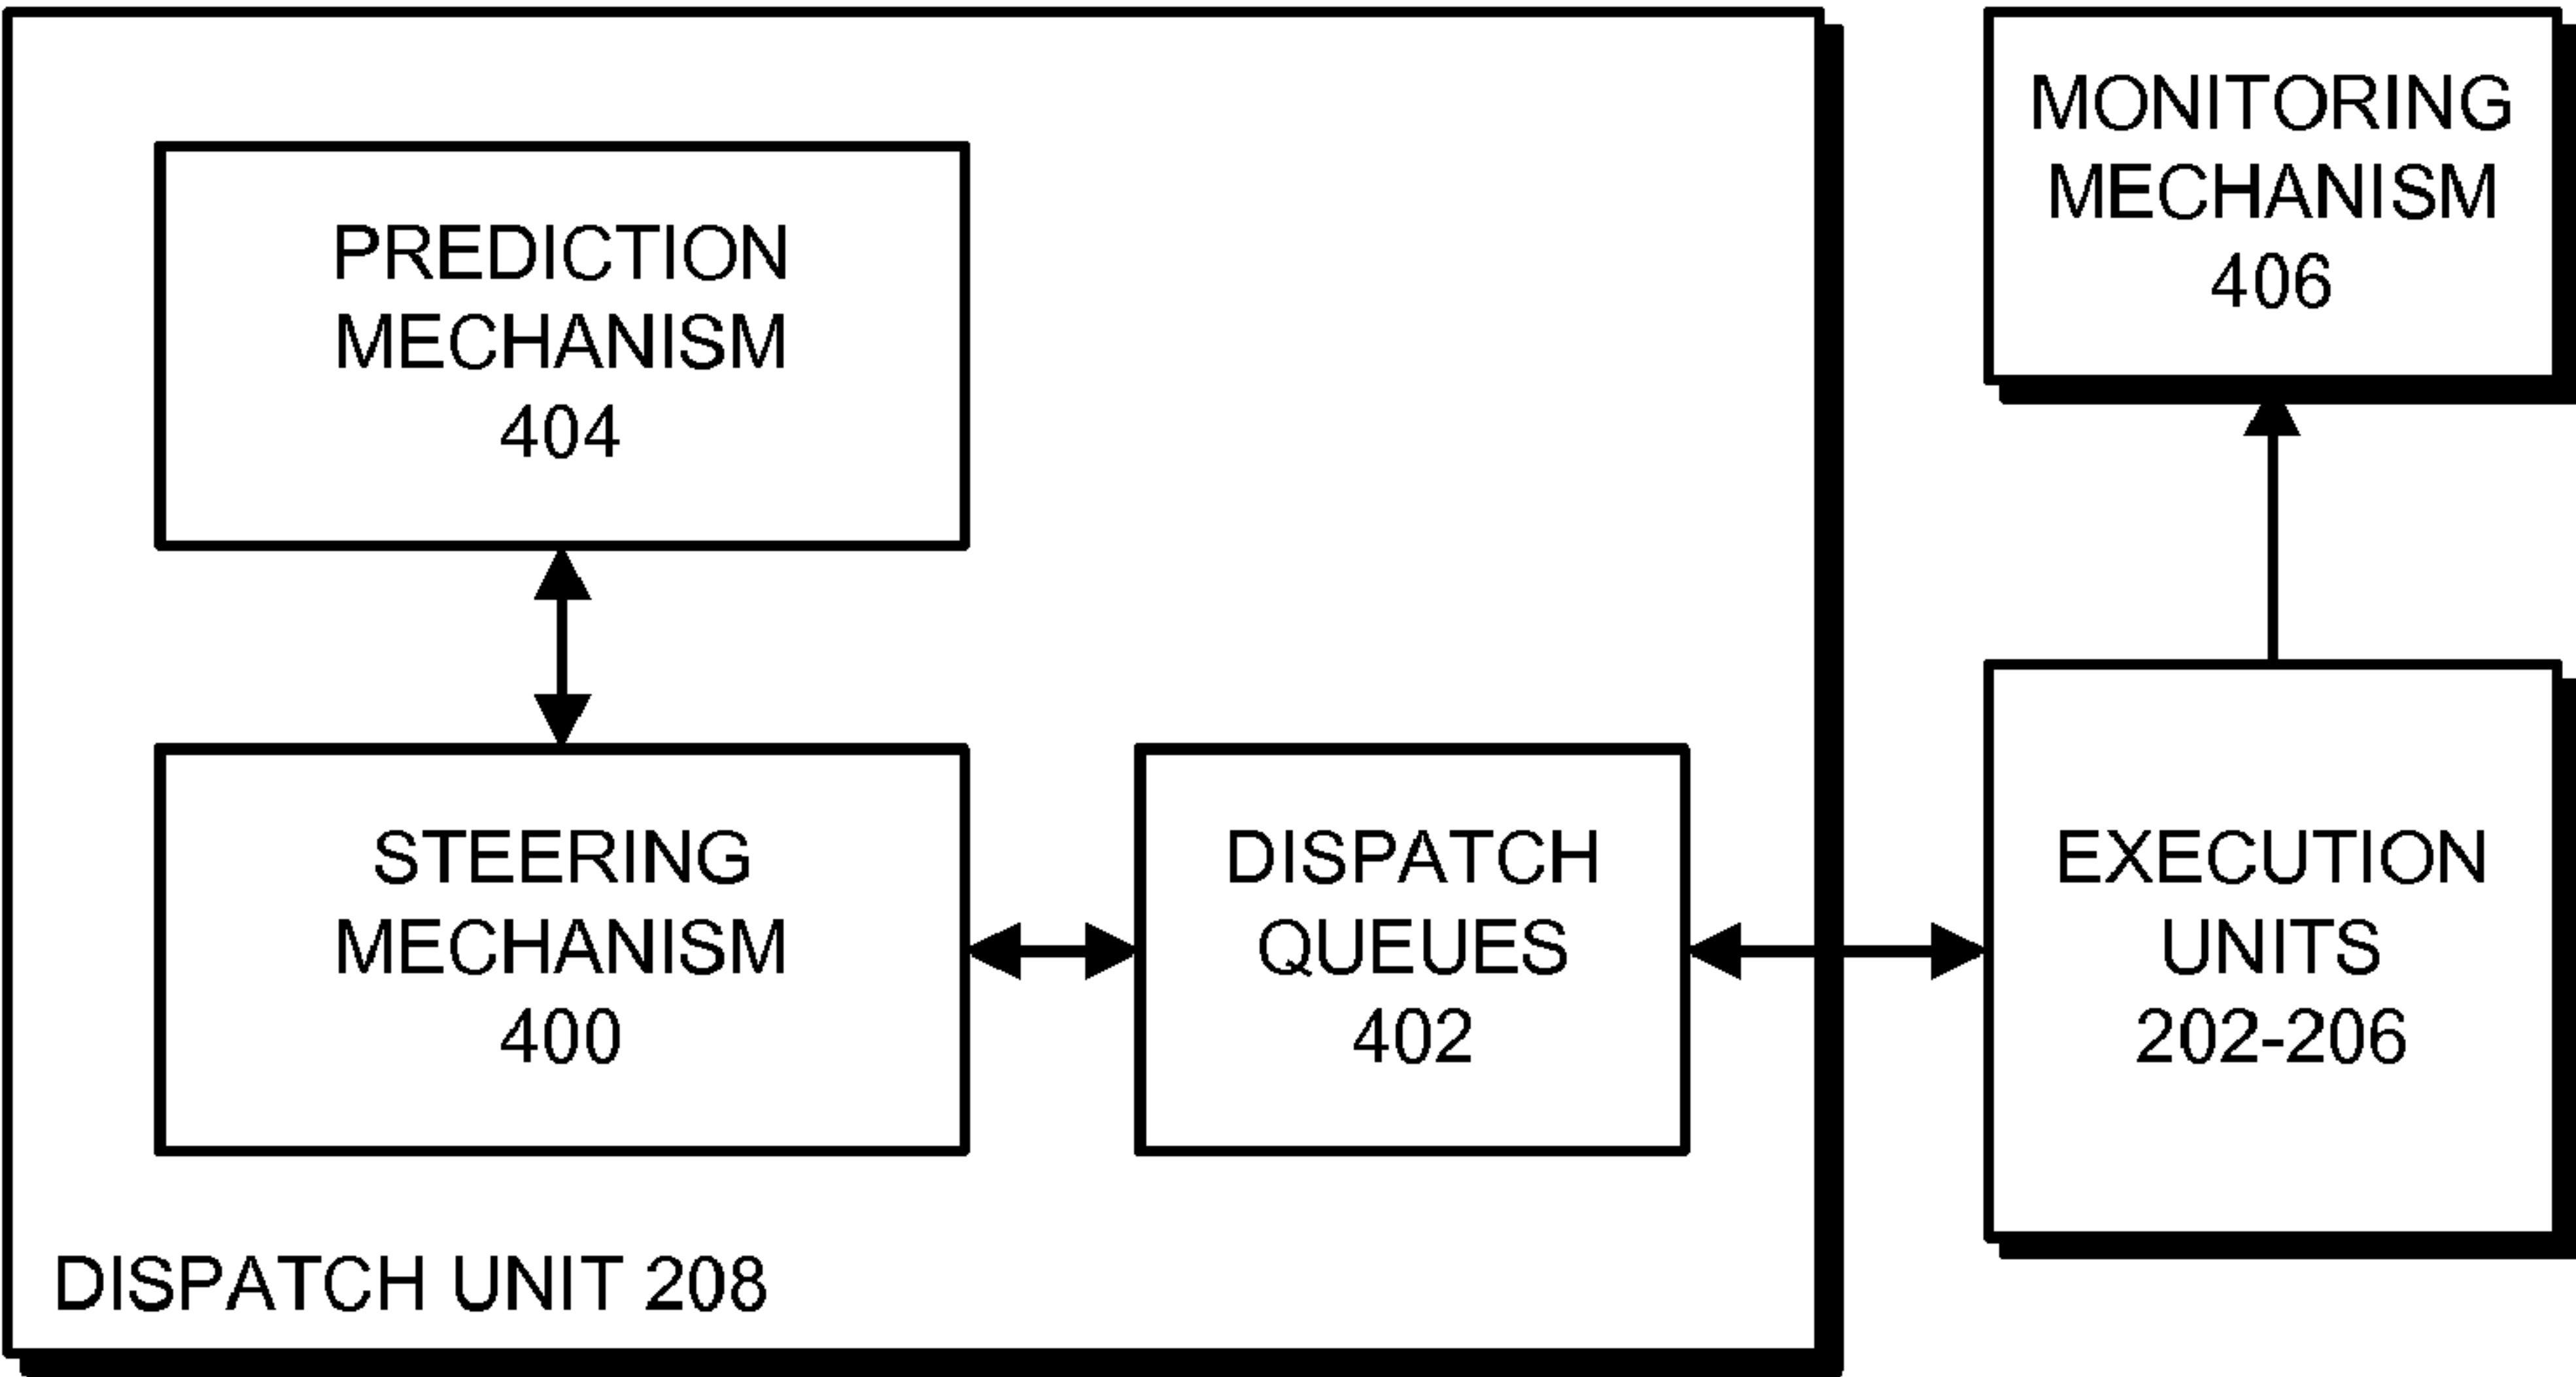 PREDICTION
MECHANISM
404
STEERING
MECHANISM
400
DISPATCH
QUEUES
402
DISPATCH UNIT 208
MONITORING
MECHANISM
406
EXECUTION
UNITS
202-206